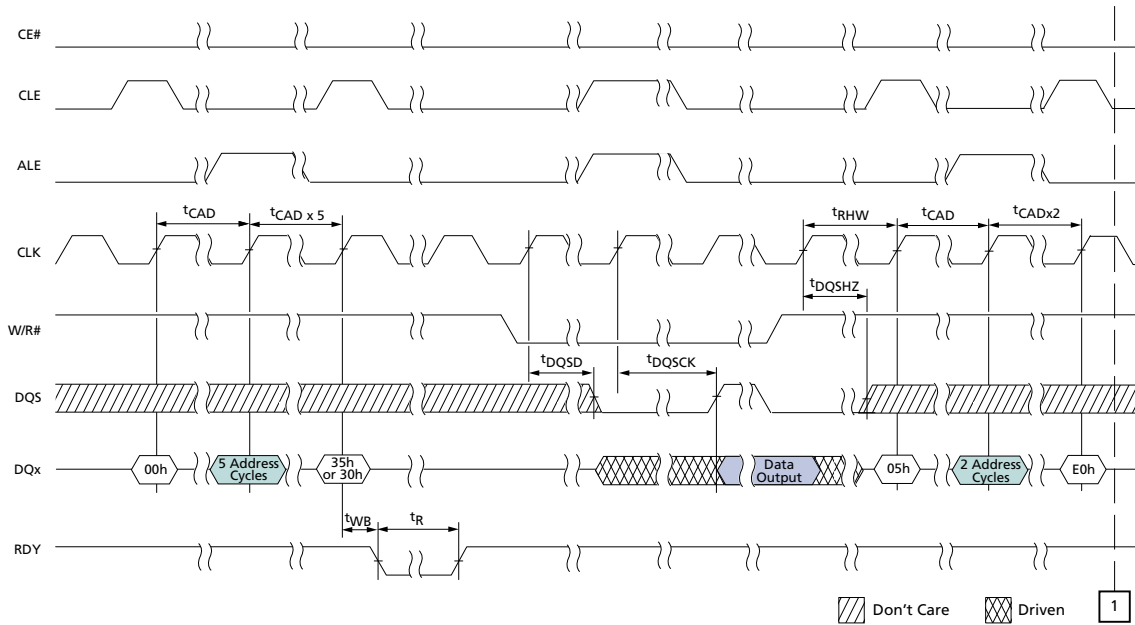 CE#
CLE
ALE
tCAD
tCAD x 5
tRHW
tCAD
tCADx2
CLK
tDQSHZ
W/R#
tDQSD
tDQSCK
DQS
DQx
00h
5 Address
Cycles
35h
or 30h
Data
Output
05h
2 Address
Cycles
E0h
tWB
tR
RDY
Don't Care
Driven
1